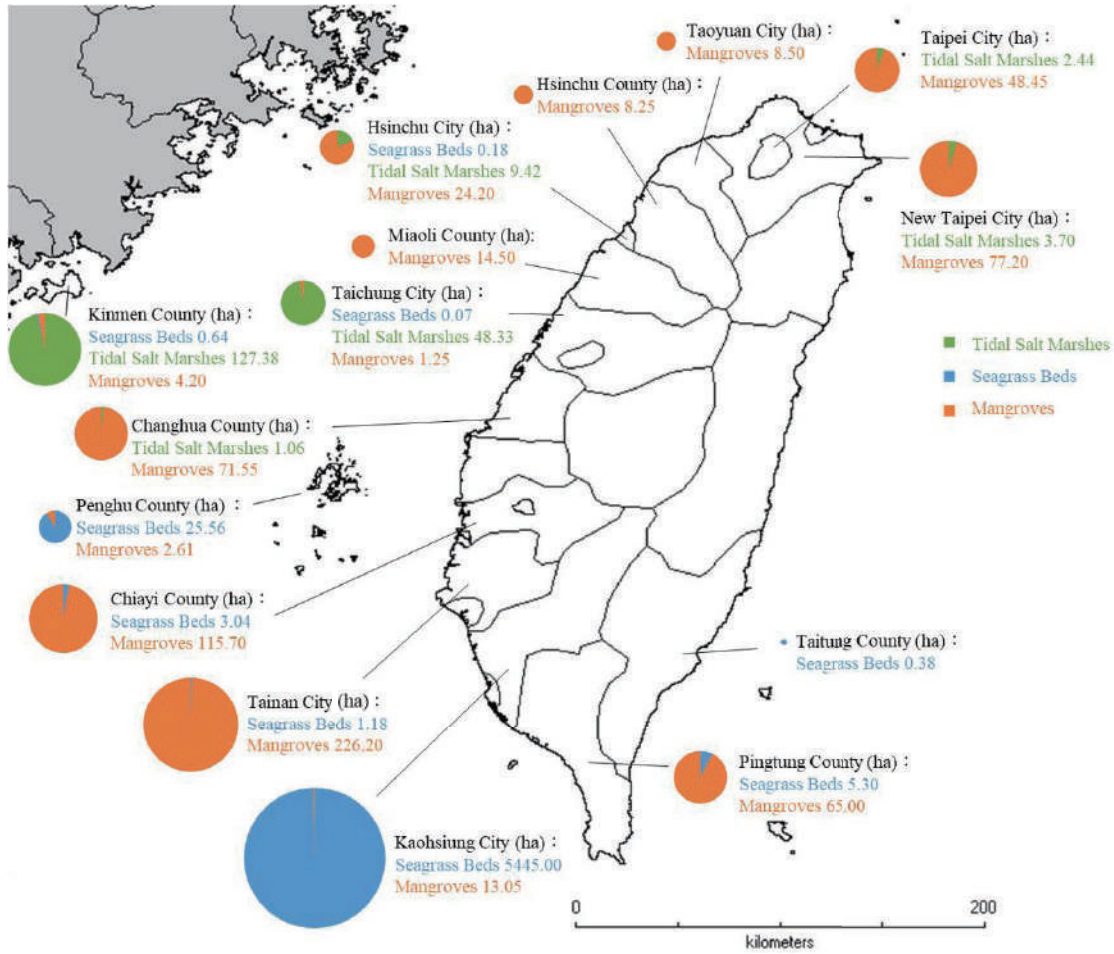 Taoyuan City (ha)：
Mangroves 8.50
Taipei City (ha)：
Tidal Salt Marshes 2.44
Mangroves 48.45
Hsinchu County (ha)：
Mangroves 8.25
Hsinchu City (ha)：
Seagrass Beds 0.18
Tidal Salt Marshes 9.42
Mangroves 24.20
New Taipei City (ha)：
Tidal Salt Marshes 3.70
Mangroves 77.20
Miaoli County (ha):
Mangroves 14.50
Taichung City (ha)：
Seagrass Beds 0.07
Tidal Salt Marshes 48.33
Mangroves 1.25
Kinmen County (ha)：
Seagrass Beds 0.64
Tidal Salt Marshes 127.38
Mangroves 4.20
Tidal Salt Marshes
Seagrass Beds
Mangroves
Changhua County (ha)：
Tidal Salt Marshes 1.06
Mangroves 71.55
Penghu County (ha)：
Seagrass Beds 25.56
Mangroves 2.61
Chiayi County (ha)：
Seagrass Beds 3.04
Mangroves 115.70
Taitung County (ha)：
Seagrass Beds 0.38
Tainan City (ha)：
Seagrass Beds 1.18
Mangroves 226.20
Pingtung County (ha)：
Seagrass Beds 5.30
Mangroves 65.00
Kaohsiung City (ha)：
Seagrass Beds 5445.00
Mangroves 13.05
0 200
kilometers